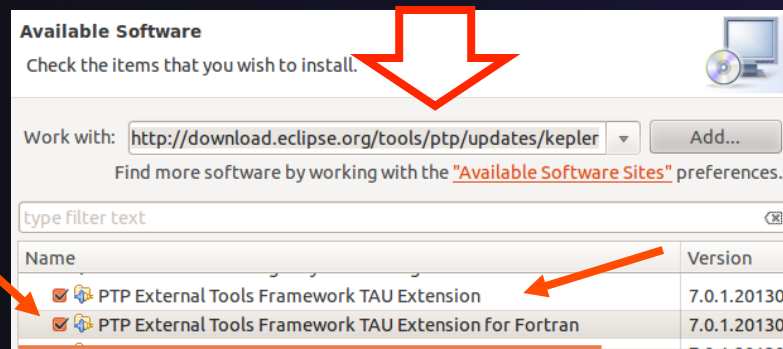 Available Software
Check the items that you wish to install.
Work with: http://download.eclipse.org/tools/ptp/updates/kepler Add...
Find more software by working with the "Available Software Sites" preferences.
type filter text
Name Version
PTP External Tools Framework TAU Extension 7.0.1.20130
PTP External Tools Framework TAU Extension for Fortran 7.0.1.20130